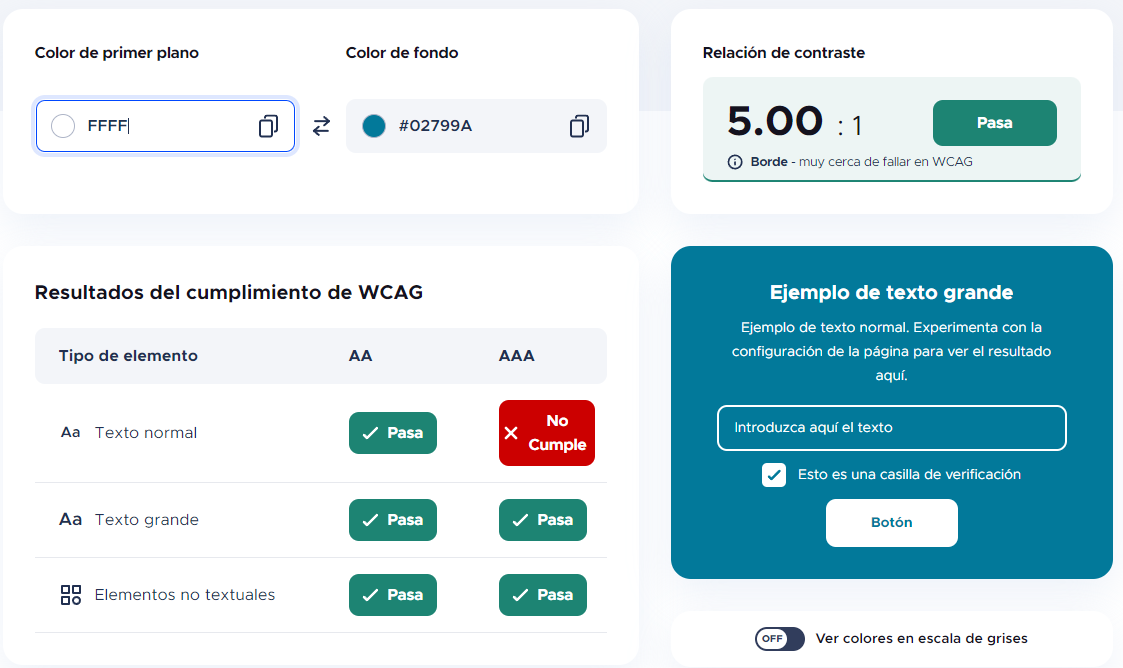 Color de primer plano
Color de fondo
FFFF
#02799A
Relación de contraste
5.00 : 1
Pasa
Borde - muy cerca de fallar en WCAG
Resultados del cumplimiento de WCAG
Tipo de elemento AA AAA
Aa Texto normal
Pasa
No
Cumple
Aa Texto grande
Pasa
Pasa
Elementos no textuales
Pasa
Pasa
Ejemplo de texto grande
Ejemplo de texto normal. Experimenta con la
configuración de la página para ver el resultado
aquí.
Introduzca aquí el texto
Esto es una casilla de verificación
Botón
OFF Ver colores en escala de grises